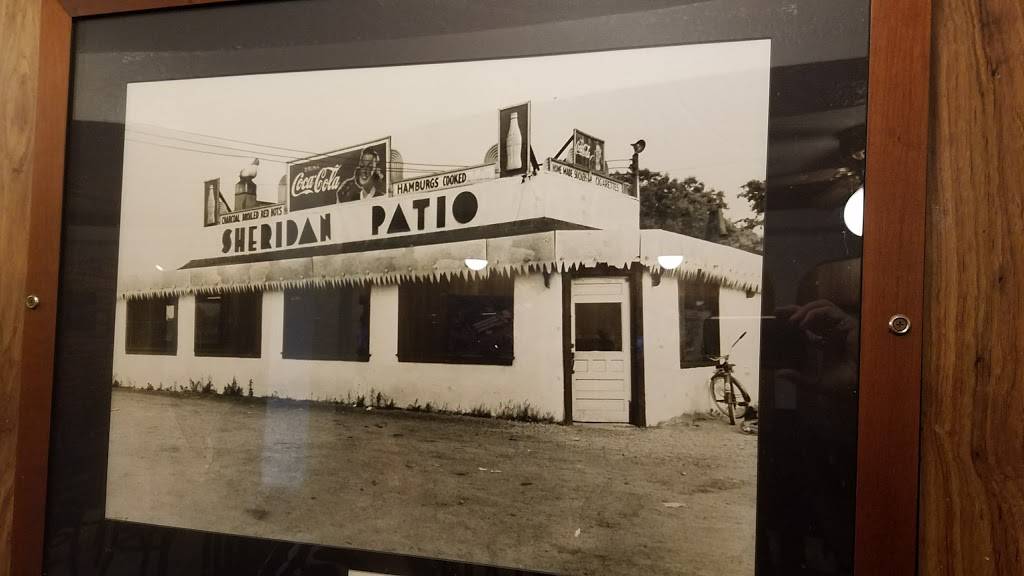 Coca-Cola
HAMBURGS COOKED
HOME MADE
CIGARETTES
CHARCOAL BROILED RED HOTS
SHERIDAN PATIO